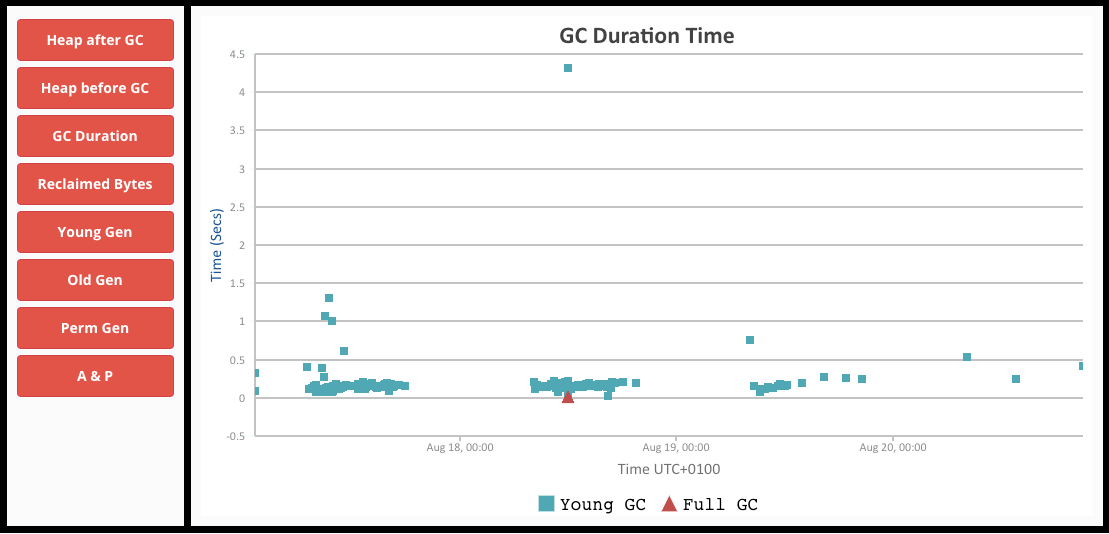 Heap after GC
Heap before GC
GC Duration
Reclaimed Bytes
Young Gen
Old Gen
Perm Gen
A & P
GC Duration Time
Time (Secs)
4.5
4
3.5
3
2.5
2
1.5
1
0.5
0
-0.5
Aug 18, 00:00 Aug 19, 00:00 Aug 20, 00:00
Time UTC+0100
Young GC Full GC